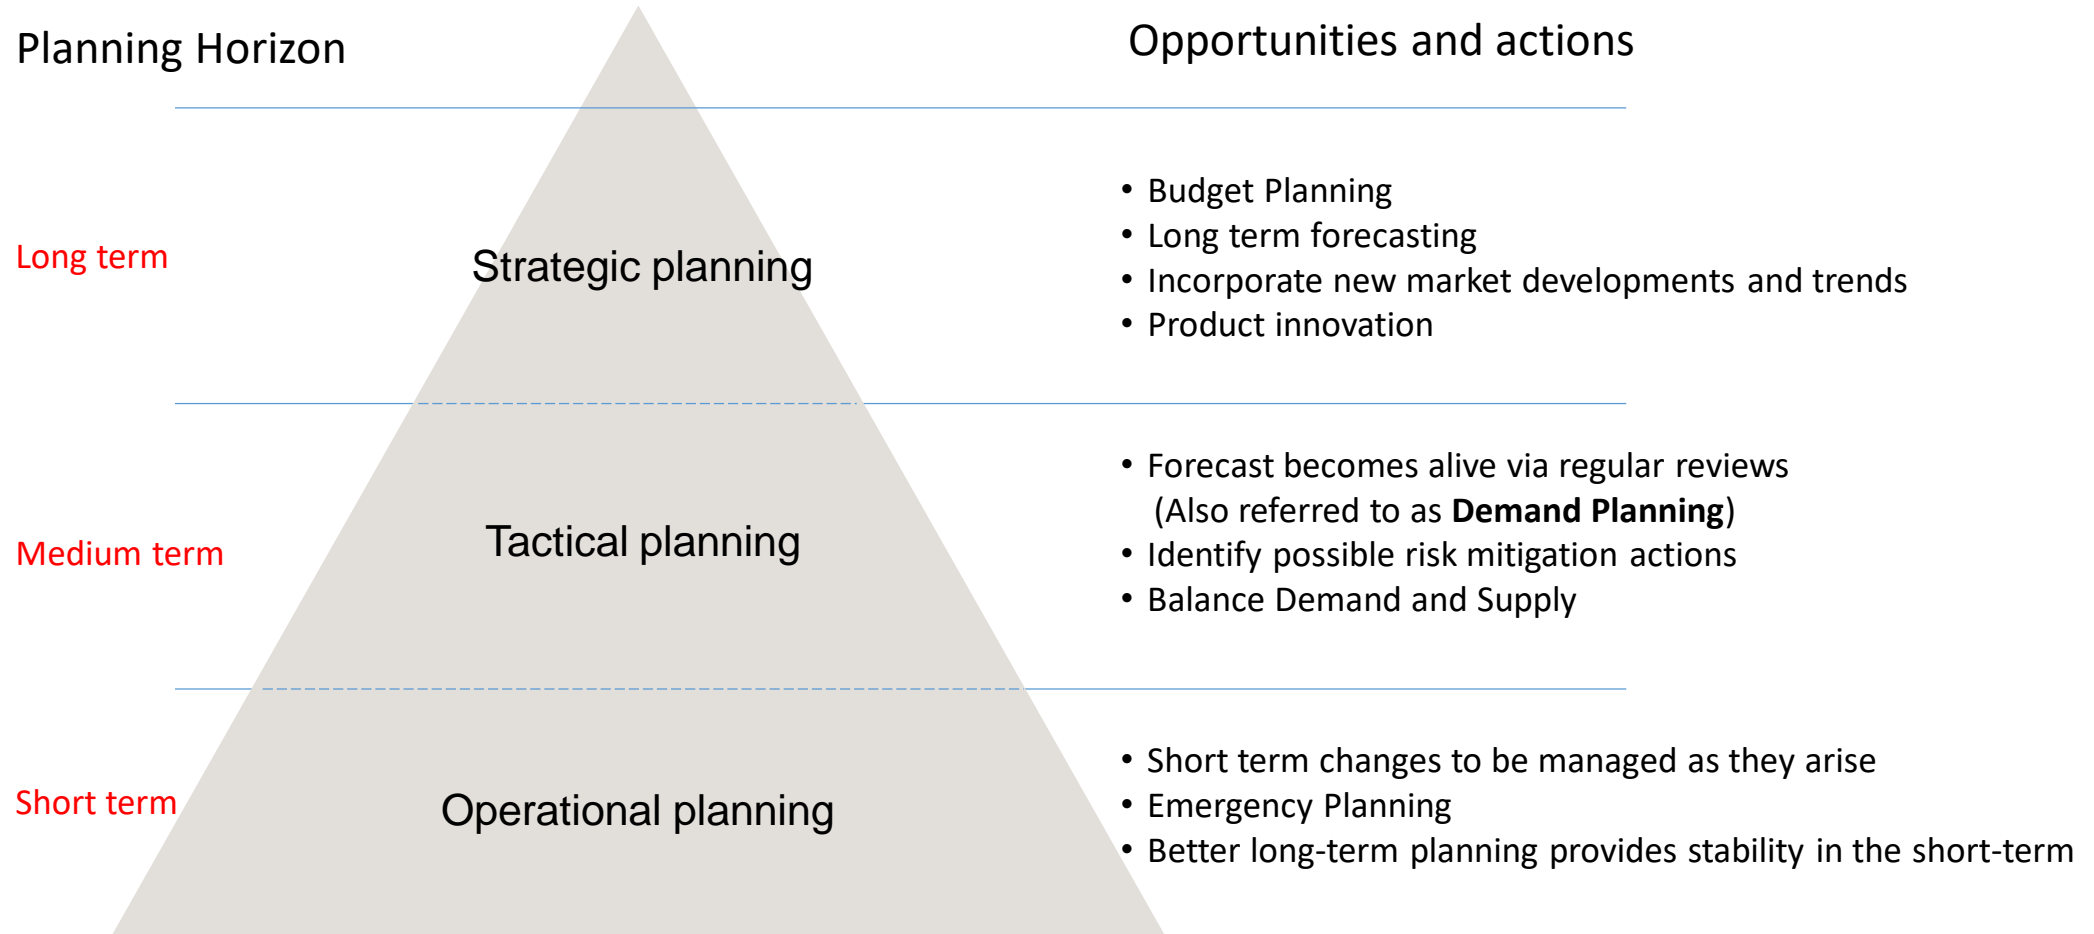 Planning Horizon
Opportunities and actions
Long term
Strategic planning
• Budget Planning
• Long term forecasting
• Incorporate new market developments and trends
• Product innovation
Medium term
Tactical planning
• Forecast becomes alive via regular reviews
(Also referred to as Demand Planning)
• Identify possible risk mitigation actions
• Balance Demand and Supply
Short term
Operational planning
• Short term changes to be managed as they arise
• Emergency Planning
• Better long-term planning provides stability in the short-term